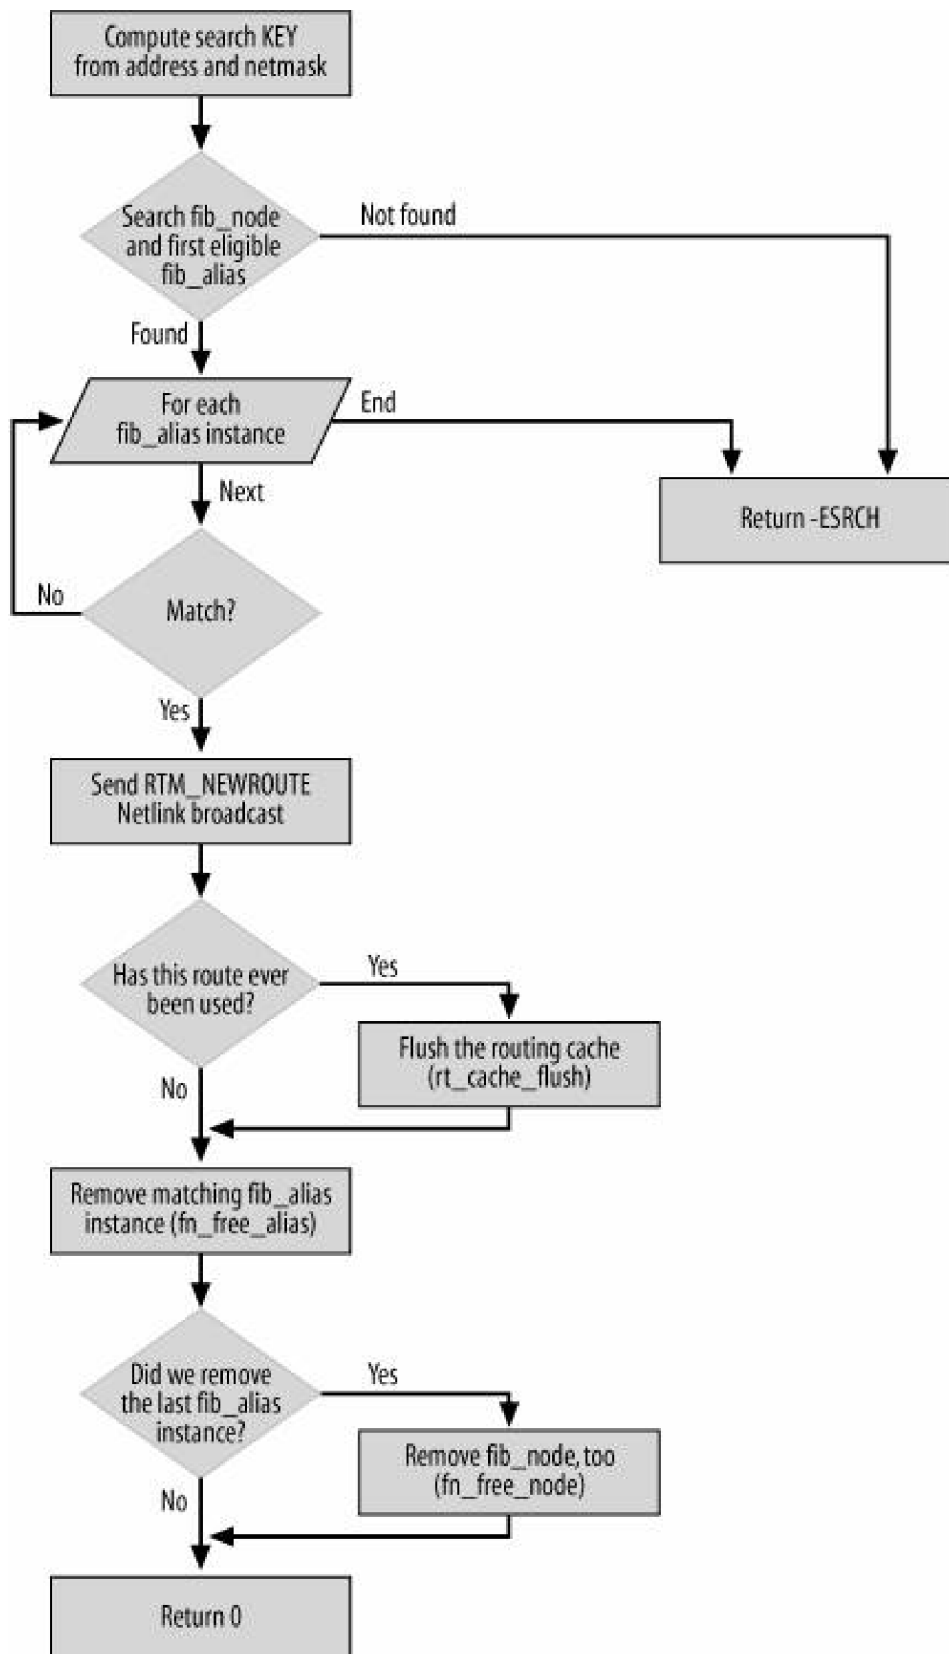 Compute search KEY
from address and netmask
Search fib_node
and first eligible
fib_alias
Not found
Found
For each
fib_alias instance
End
Next
Return -ESRCH
Match?
No
Yes
Send RTM_NEWROUTE
Netlink broadcast
Has this route ever
been used?
Yes
Flush the routing cache
(rt_cache_flush)
No
Remove matching fib_alias
instance (fn_free_alias)
Did we remove
the last fib_alias
instance?
Yes
Remove fib_node, too
(fn_free_node)
No
Return 0